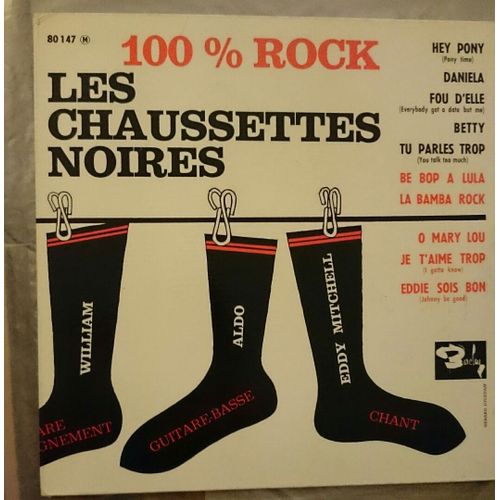 80 147 M
100 % ROCK
LES
CHAUSSETTES
NOIRES
HEY PONY
(Pony time)
DANIELA
FOU D'ELLE
(Everybody got a date but me)
BETTY
TU PARLES TROP
(You talk too much)
BE BOP A LULA
LA BAMBA ROCK
O MARY LOU
JE T'AIME TROP
(I gotta know)
EDDIE SOIS BON
(Johnny be good)
WILLIAM
ARE
GNEMENT
ALDO
GUITARE-BASSE
EDDY MITCHELL
CHANT
Barclay